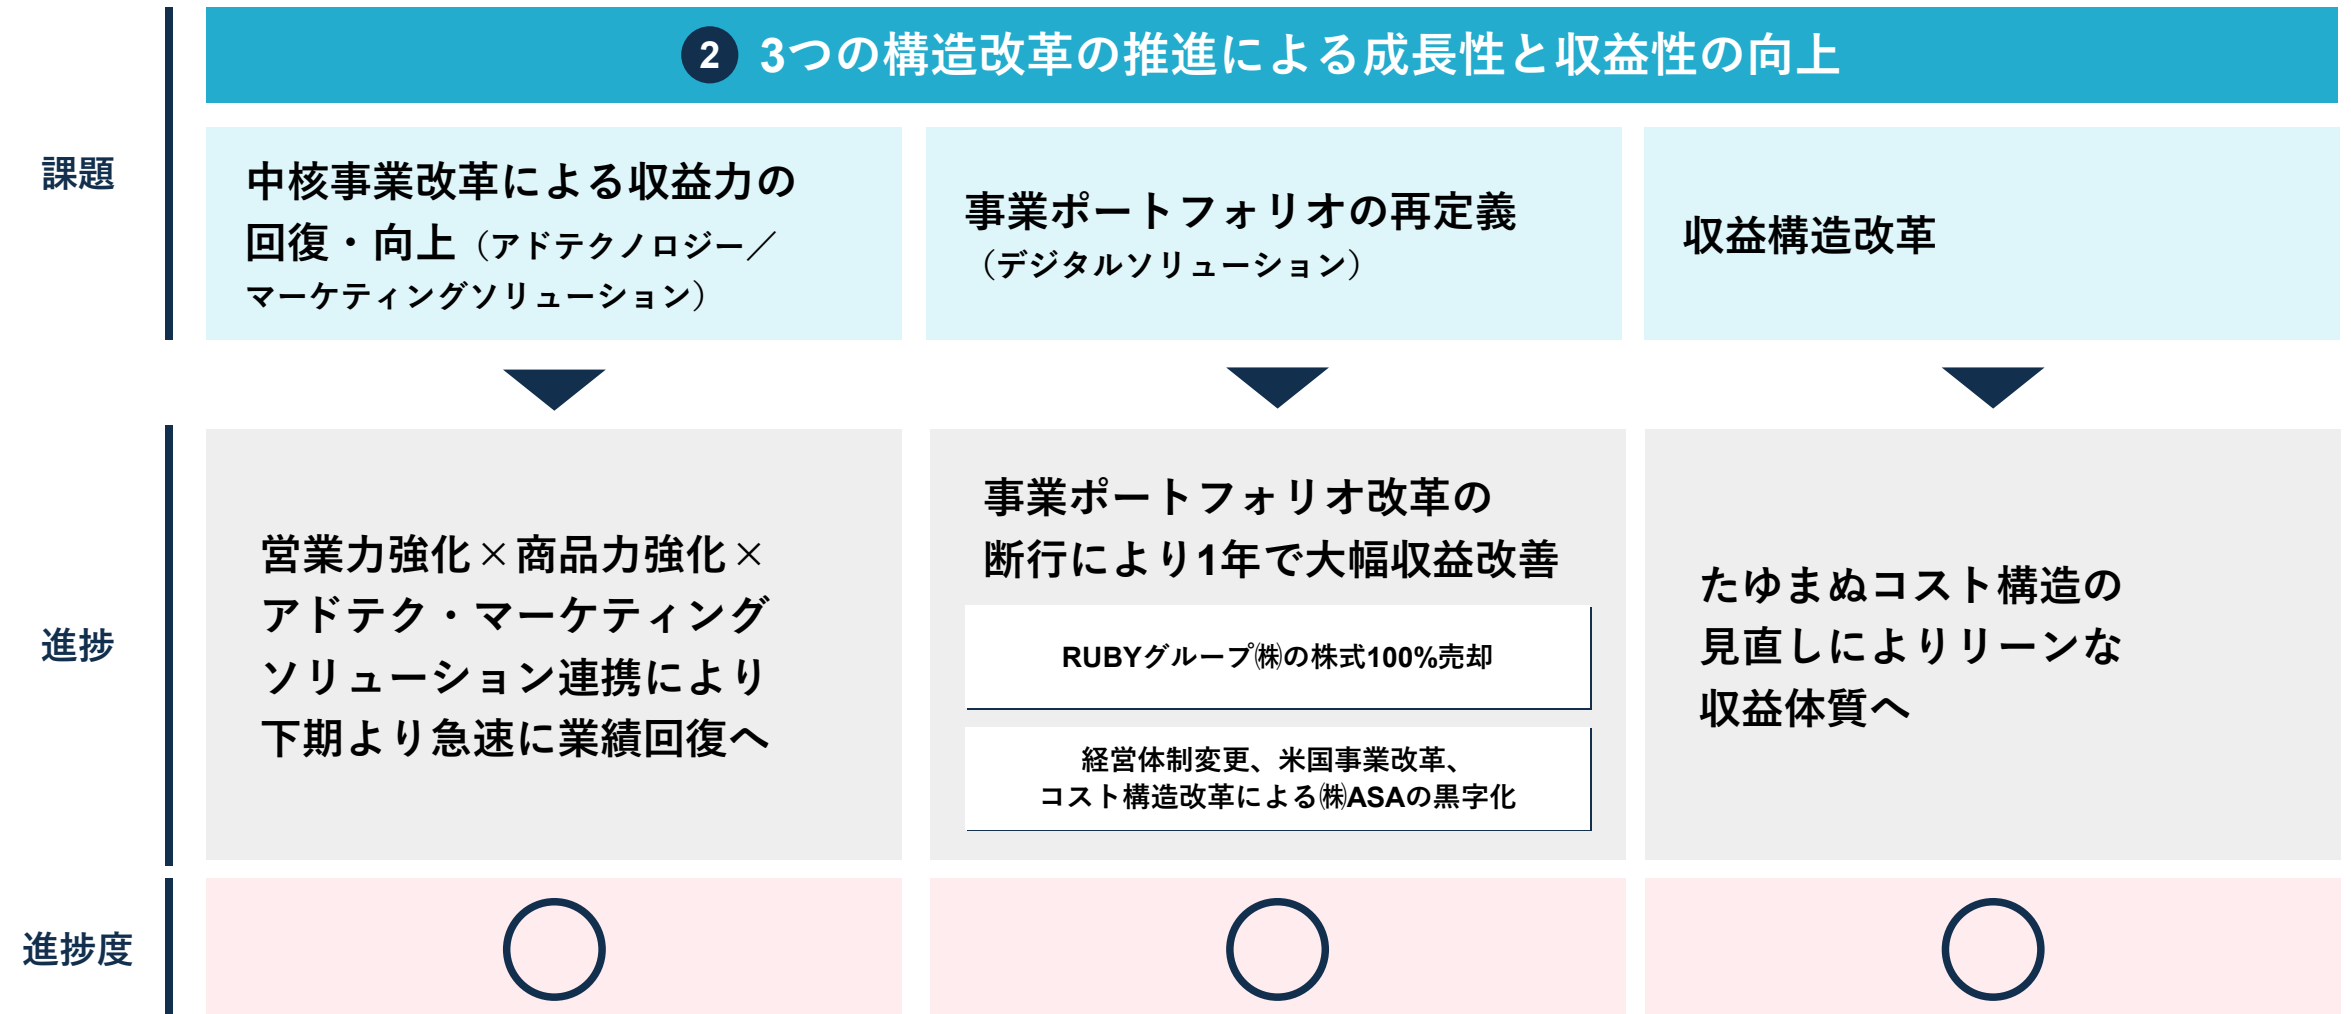 2 3つの構造改革の推進による成長性と収益性の向上
課題
中核事業改革による収益力の
回復・向上（アドテクノロジー／
マーケティングソリューション）
事業ポートフォリオの再定義
（デジタルソリューション）
収益構造改革
進捗
営業力強化×商品力強化×
アドテク・マーケティング
ソリューション連携により
下期より急速に業績回復へ
事業ポートフォリオ改革の
断行により1年で大幅収益改善
RUBYグループ㈱の株式100%売却
経営体制変更、米国事業改革、
コスト構造改革による㈱ASAの黒字化
たゆまぬコスト構造の
見直しによりリーンな
収益体質へ
進捗度